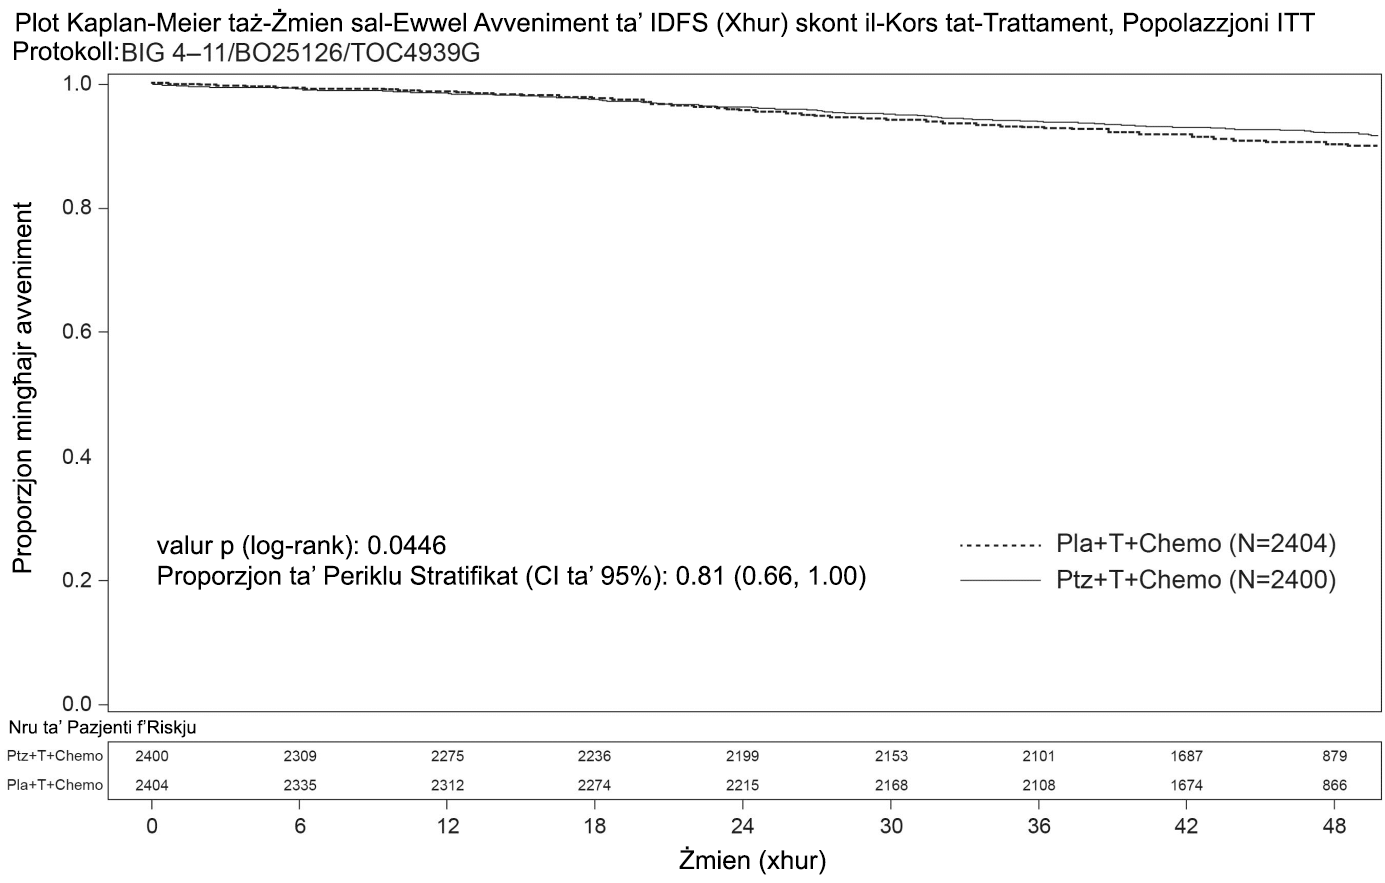 Plot Kaplan-Meier taż-Żmien sal-Ewwel Avveniment ta’ IDFS (Xhur) skont il-Kors tat-Trattament, Popolazzjoni ITT
Protokoll:BIG 4–11/BO25126/TOC4939G
Proporzjon mingħajr avveniment
1.0
0.8
0.6
0.4
0.2
0.0
valur p (log-rank): 0.0446
Proporzjon ta’ Periklu Stratifikat (CI ta’ 95%): 0.81 (0.66, 1.00)
Pla+T+Chemo (N=2404)
Ptz+T+Chemo (N=2400)
Nru ta’ Pazjenti f’Riskju
Ptz+T+Chemo 2400 2309 2275 2236 2199 2153 2101 1687 879
Pla+T+Chemo 2404 2335 2312 2274 2215 2168 2108 1674 866
0 6 12 18 24 30 36 42 48
Żmien (xhur)